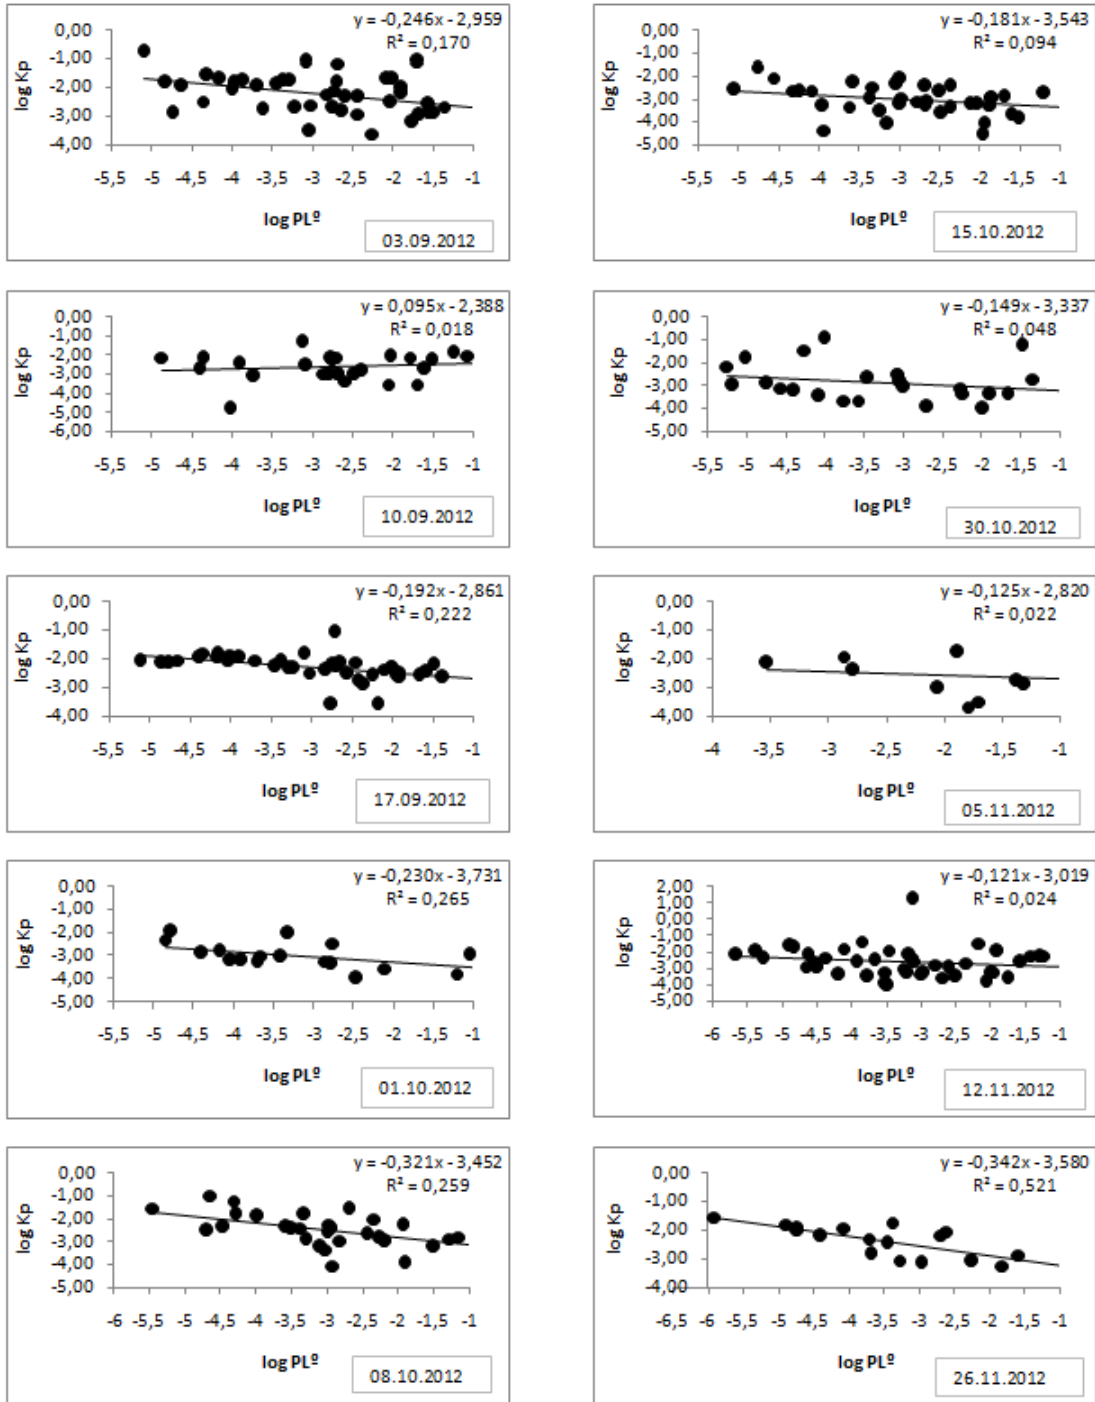 y = -0,246x - 2,959
R² = 0,170
0,00
-1,00
-2,00
-3,00
-4,00
log Kp
-5,5 -5 -4,5 -4 -3,5 -3 -2,5 -2 -1,5 -1
log PLº
03.09.2012
y = -0,181x - 3,543
R² = 0,094
0,00
-1,00
-2,00
-3,00
-4,00
-5,00
log Kp
-5,5 -5 -4,5 -4 -3,5 -3 -2,5 -2 -1,5 -1
log PLº
15.10.2012
y = 0,095x - 2,388
R² = 0,018
0,00
-1,00
-2,00
-3,00
-4,00
-5,00
-6,00
log Kp
-5,5 -5 -4,5 -4 -3,5 -3 -2,5 -2 -1,5 -1
log PLº
10.09.2012
y = -0,149x - 3,337
R² = 0,048
0,00
-1,00
-2,00
-3,00
-4,00
-5,00
log Kp
-5,5 -5 -4,5 -4 -3,5 -3 -2,5 -2 -1,5 -1
log PLº
30.10.2012
y = -0,192x - 2,861
R² = 0,222
0,00
-1,00
-2,00
-3,00
-4,00
log Kp
-5,5 -5 -4,5 -4 -3,5 -3 -2,5 -2 -1,5 -1
log PLº
17.09.2012
y = -0,125x - 2,820
R² = 0,022
0,00
-1,00
-2,00
-3,00
-4,00
log Kp
-4 -3,5 -3 -2,5 -2 -1,5 -1
log PLº
05.11.2012
y = -0,230x - 3,731
R² = 0,265
0,00
-1,00
-2,00
-3,00
-4,00
-5,00
log Kp
-5,5 -5 -4,5 -4 -3,5 -3 -2,5 -2 -1,5 -1
log PLº
01.10.2012
y = -0,121x - 3,019
R² = 0,024
2,00
1,00
0,00
-1,00
-2,00
-3,00
-4,00
-5,00
log Kp
-6 -5,5 -5 -4,5 -4 -3,5 -3 -2,5 -2 -1,5 -1
log PLº
12.11.2012
y = -0,321x - 3,452
R² = 0,259
0,00
-1,00
-2,00
-3,00
-4,00
-5,00
log Kp
-6 -5,5 -5 -4,5 -4 -3,5 -3 -2,5 -2 -1,5 -1
log PLº
08.10.2012
y = -0,342x - 3,580
R² = 0,521
0,00
-1,00
-2,00
-3,00
-4,00
log Kp
-6,5 -6 -5,5 -5 -4,5 -4 -3,5 -3 -2,5 -2 -1,5 -1
log PLº
26.11.2012